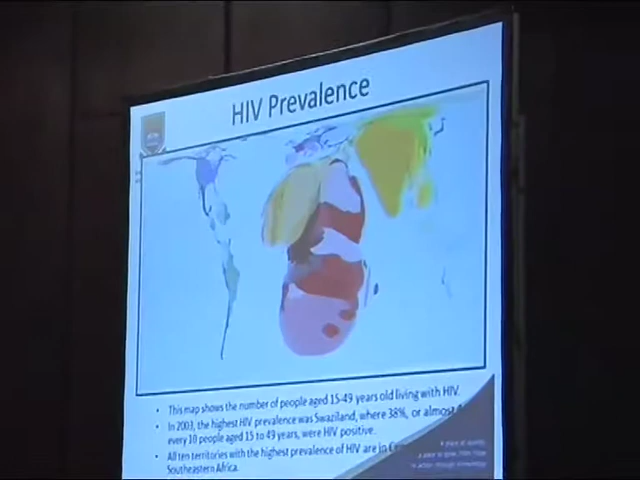 HIV Prevalence
• This map shows the number of people aged 15-49 years old living with HIV.
• In 2003, the highest HIV prevalence was Swaziland, where 38%, or almost
every 10 people aged 15 to 49 years, were HIV positive.
• All ten territories with the highest prevalence of HIV are in
Southeastern Africa.